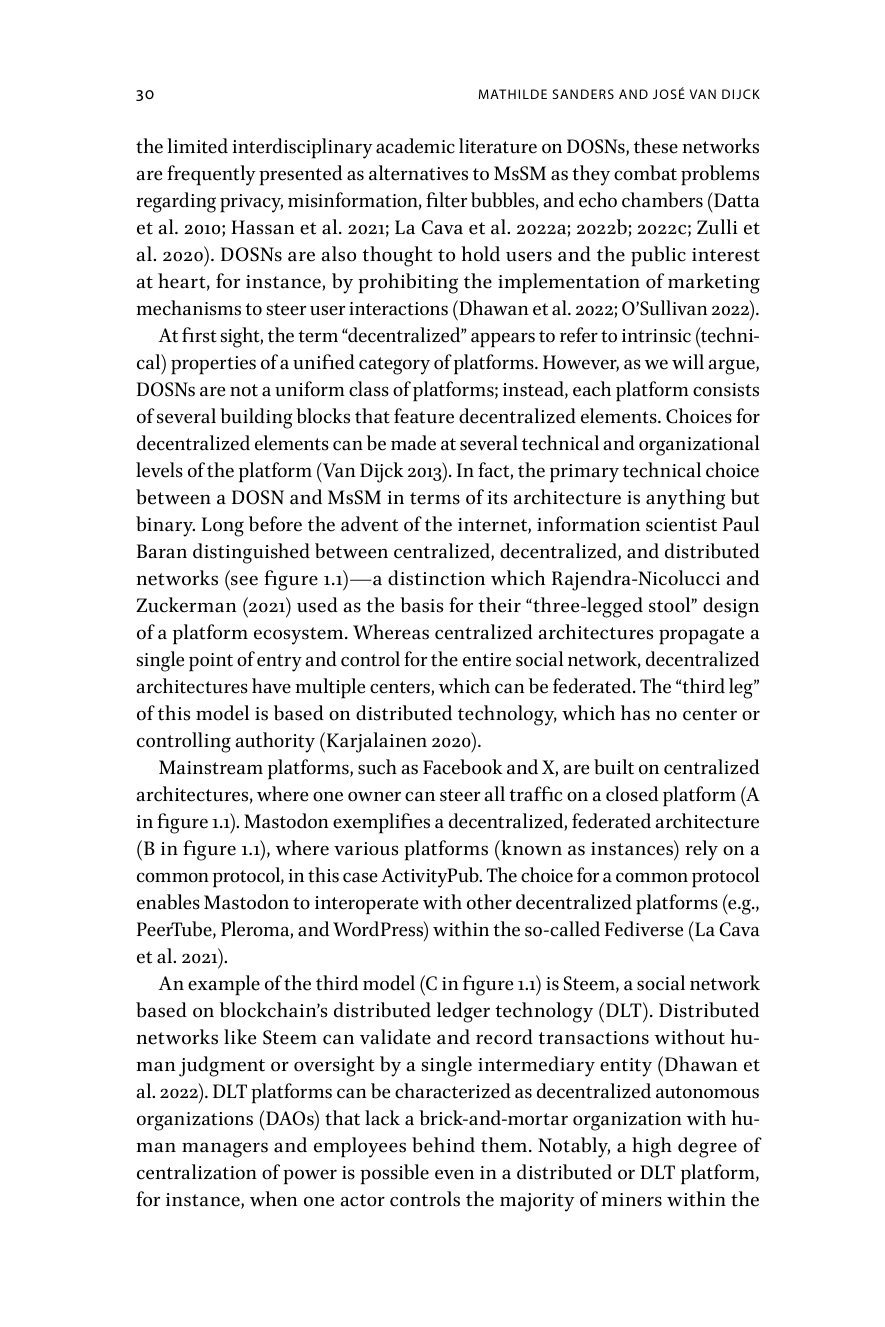 30
MATHILDE SANDERS AND JOSÉ VAN DIJCK
the limited interdisciplinary academic literature on DOSNs, these networks
are frequently presented as alternatives to MsSM as they combat problems
regarding privacy, misinformation, filter bubbles, and echo chambers (Datta
et al. 2010; Hassan et al. 2021; La Cava et al. 2022a; 2022b; 2022c; Zulli et
al. 2020). DOSNs are also thought to hold users and the public interest
at heart, for instance, by prohibiting the implementation of marketing
mechanisms to steer user interactions (Dhawan et al. 2022; O’Sullivan 2022).
At first sight, the term “decentralized” appears to refer to intrinsic (techni-
cal) properties of a unified category of platforms. However, as we will argue,
DOSNs are not a uniform class of platforms; instead, each platform consists
of several building blocks that feature decentralized elements. Choices for
decentralized elements can be made at several technical and organizational
levels of the platform (Van Dijck 2013). In fact, the primary technical choice
between a DOSN and MsSM in terms of its architecture is anything but
binary. Long before the advent of the internet, information scientist Paul
Baran distinguished between centralized, decentralized, and distributed
networks (see figure 1.1)—a distinction which Rajendra-Nicolucci and
Zuckerman (2021) used as the basis for their “three-legged stool” design
of a platform ecosystem. Whereas centralized architectures propagate a
single point of entry and control for the entire social network, decentralized
architectures have multiple centers, which can be federated. The “third leg”
of this model is based on distributed technology, which has no center or
controlling authority (Karjalainen 2020).
Mainstream platforms, such as Facebook and X, are built on centralized
architectures, where one owner can steer all traffic on a closed platform (A
in figure 1.1). Mastodon exemplifies a decentralized, federated architecture
(B in figure 1.1), where various platforms (known as instances) rely on a
common protocol, in this case ActivityPub. The choice for a common protocol
enables Mastodon to interoperate with other decentralized platforms (e.g.,
PeerTube, Pleroma, and WordPress) within the so-called Fediverse (La Cava
et al. 2021).
An example of the third model (C in figure 1.1) is Steem, a social network
based on blockchain’s distributed ledger technology (DLT). Distributed
networks like Steem can validate and record transactions without hu-
man judgment or oversight by a single intermediary entity (Dhawan et
al. 2022). DLT platforms can be characterized as decentralized autonomous
organizations (DAOs) that lack a brick-and-mortar organization with hu-
man managers and employees behind them. Notably, a high degree of
centralization of power is possible even in a distributed or DLT platform,
for instance, when one actor controls the majority of miners within the